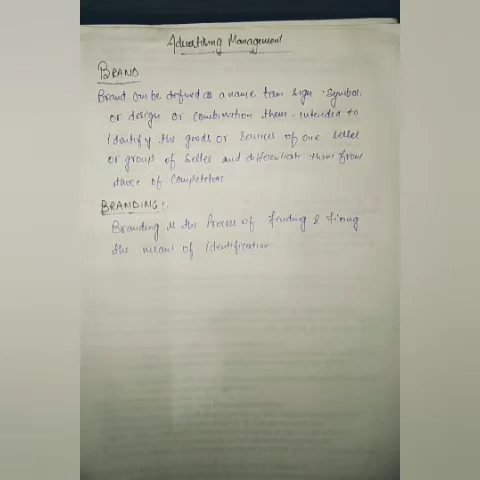 Advertising Management
BRAND
Brand can be defined as a name term sign symbol
or design or combination them intended to
identify the goods or services of one seller
or group of seller and differentiate them from
those of competetors
BRANDING:
Branding is the Process of finding & fixing
the means of identification